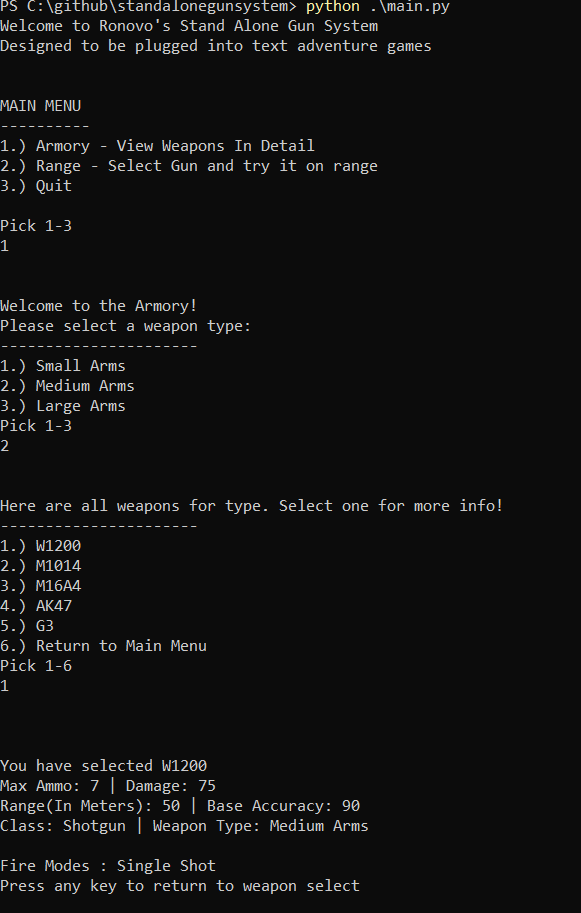 PS C:\github\standalonegunsystem> python .\main.py
Welcome to Ronovo's Stand Alone Gun System
Designed to be plugged into text adventure games
MAIN MENU
----------
1.) Armory - View Weapons In Detail
2.) Range - Select Gun and try it on range
3.) Quit
Pick 1-3
1
Welcome to the Armory!
Please select a weapon type:
----------------------
1.) Small Arms
2.) Medium Arms
3.) Large Arms
Pick 1-3
2
Here are all weapons for type. Select one for more info!
----------------------
1.) W1200
2.) M1014
3.) M16A4
4.) AK47
5.) G3
6.) Return to Main Menu
Pick 1-6
1
You have selected W1200
Max Ammo: 7 | Damage: 75
Range(In Meters): 50 | Base Accuracy: 90
Class: Shotgun | Weapon Type: Medium Arms
Fire Modes : Single Shot
Press any key to return to weapon select